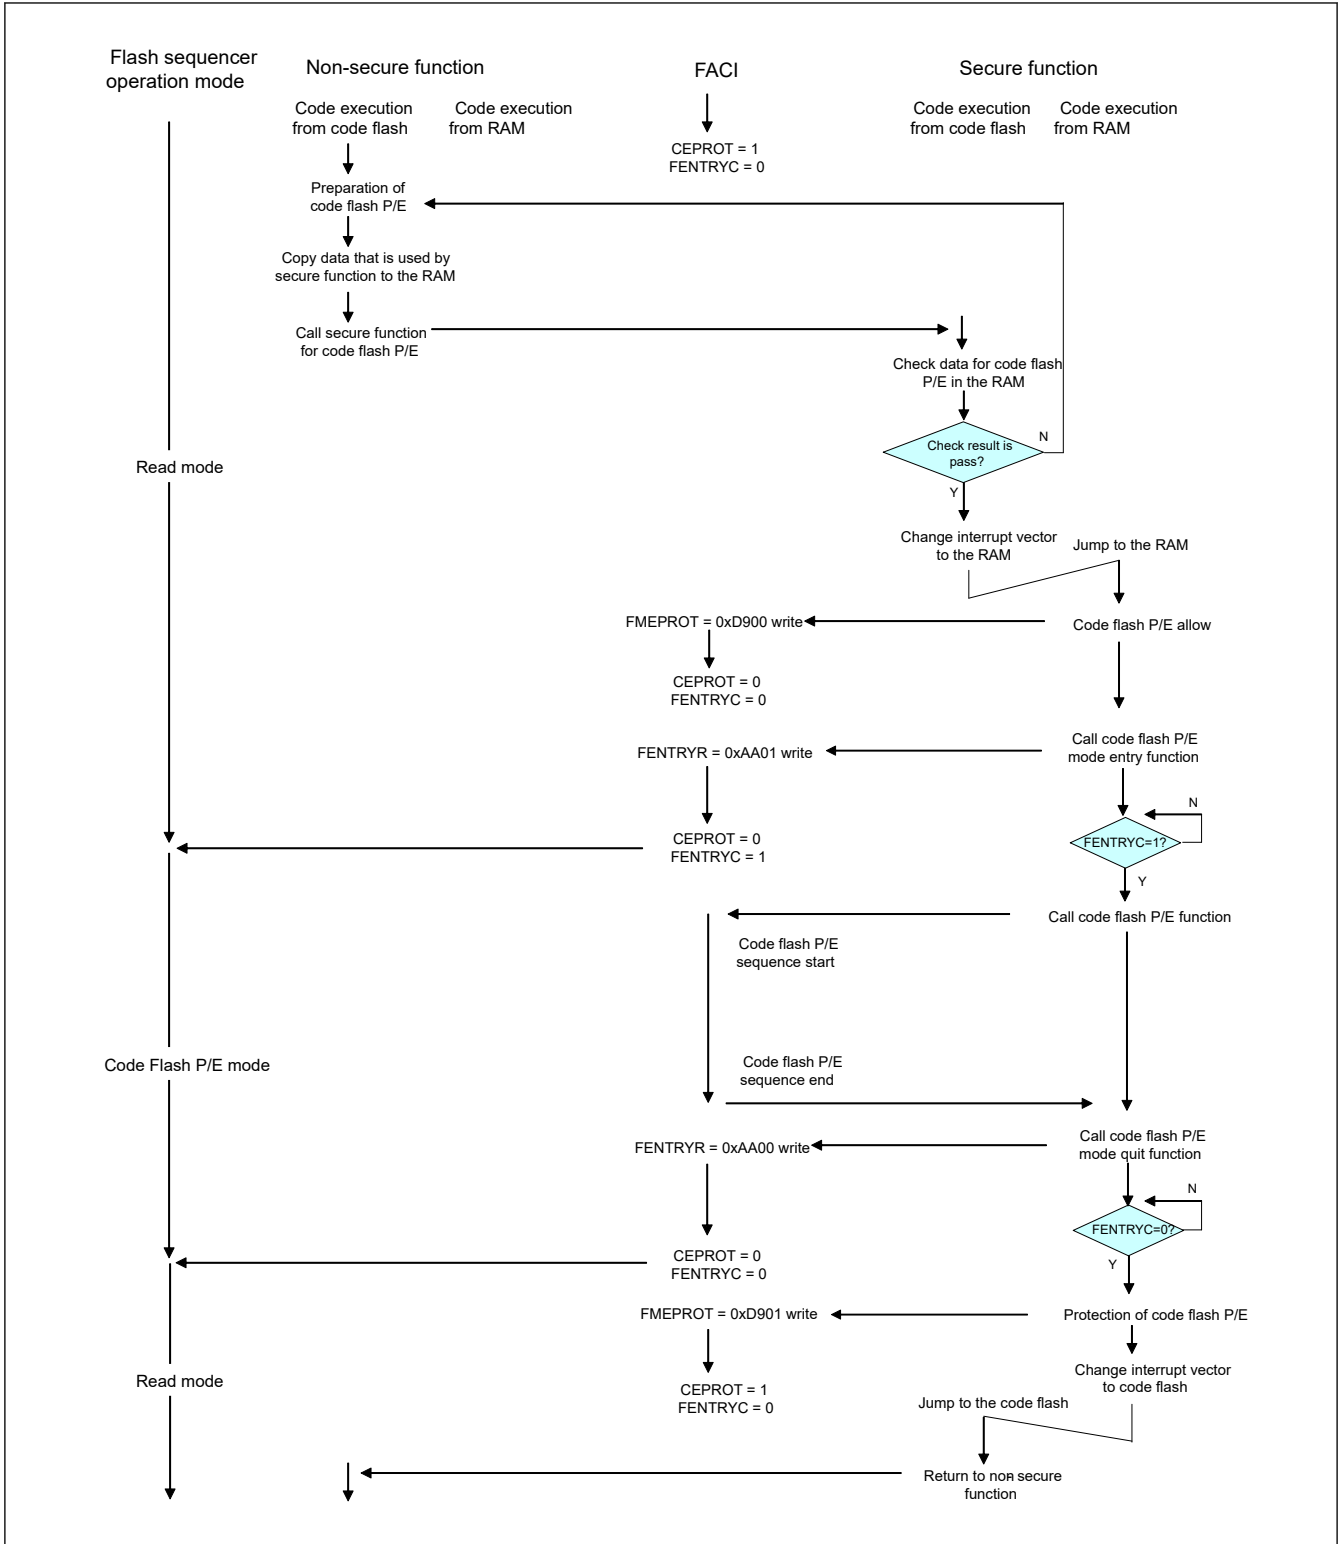 Flash sequencer
operation mode
Non-secure function
FACI
Secure function
Code execution
from code flash
Code execution
from RAM
Code execution
from code flash
Code execution
from RAM
CEPROT = 1
FENTRYC = 0
Preparation of
code flash P/E
Copy data that is used by
secure function to the RAM
Call secure function
for code flash P/E
Check data for code flash
P/E in the RAM
Check result is
pass?
N
Y
Read mode
Change interrupt vector
to the RAM
Jump to the RAM
FMEPROT = 0xD900 write
Code flash P/E allow
CEPROT = 0
FENTRYC = 0
FENTRYR = 0xAA01 write
Call code flash P/E
mode entry function
N
FENTRYC=1?
Y
CEPROT = 0
FENTRYC = 1
Call code flash P/E function
Code flash P/E
sequence start
Code Flash P/E mode
Code flash P/E
sequence end
FENTRYR = 0xAA00 write
Call code flash P/E
mode quit function
N
FENTRYC=0?
Y
CEPROT = 0
FENTRYC = 0
FMEPROT = 0xD901 write
Protection of code flash P/E
Read mode
CEPROT = 1
FENTRYC = 0
Change interrupt vector
to code flash
Jump to the code flash
Return to non secure
function